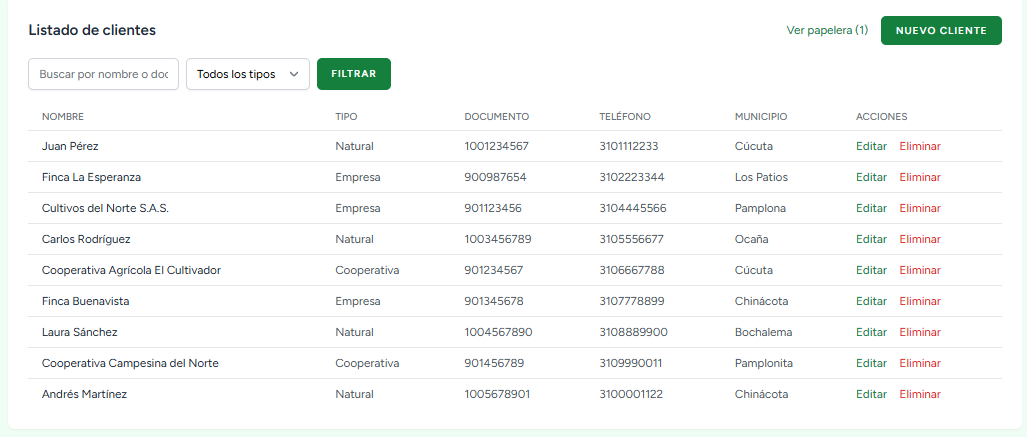 Listado de clientes Ver papelera (1) NUEVO CLIENTE
Buscar por nombre o doc Todos los tipos FILTRAR
NOMBRE TIPO DOCUMENTO TELÉFONO MUNICIPIO ACCIONES
Juan Pérez Natural 1001234567 3101112233 Cúcuta Editar Eliminar
Finca La Esperanza Empresa 900987654 3102223344 Los Patios Editar Eliminar
Cultivos del Norte S.A.S. Empresa 901123456 3104445566 Pamplona Editar Eliminar
Carlos Rodríguez Natural 1003456789 3105556677 Ocaña Editar Eliminar
Cooperativa Agrícola El Cultivador Cooperativa 901234567 3106667788 Cúcuta Editar Eliminar
Finca Buenavista Empresa 901345678 3107778899 Chinácota Editar Eliminar
Laura Sánchez Natural 1004567890 3108889900 Bochalema Editar Eliminar
Cooperativa Campesina del Norte Cooperativa 901456789 3109990011 Pamplonita Editar Eliminar
Andrés Martínez Natural 1005678901 3100001122 Chinácota Editar Eliminar